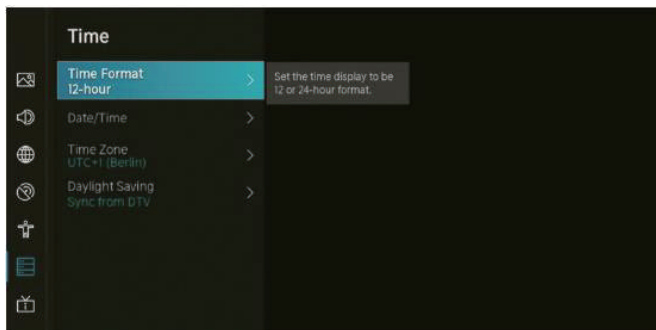 Time
Time Format
12-hour
Set the time display to be
12 or 24-hour format.
Date/Time
Time Zone
UTC+1 (Berlin)
Daylight Saving
Sync from DTV